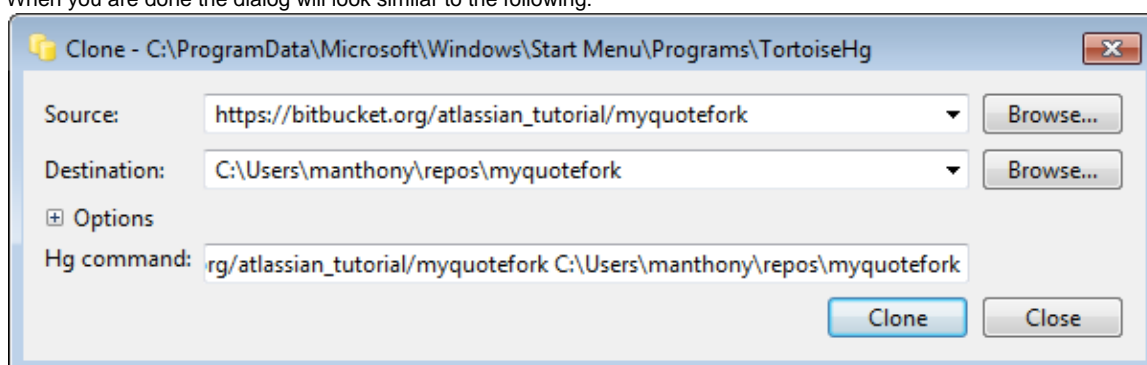 When you are done the dialog will look similar to the following:
Clone - C:\ProgramData\Microsoft\Windows\Start Menu\Programs\TortoiseHg
Source: https://bitbucket.org/atlassian_tutorial/myquotefork Browse...
Destination: C:\Users\manthony\repos\myquotefork Browse...
Options
Hg command: rg/atlassian_tutorial/myquotefork C:\Users\manthony\repos\myquotefork
Clone Close